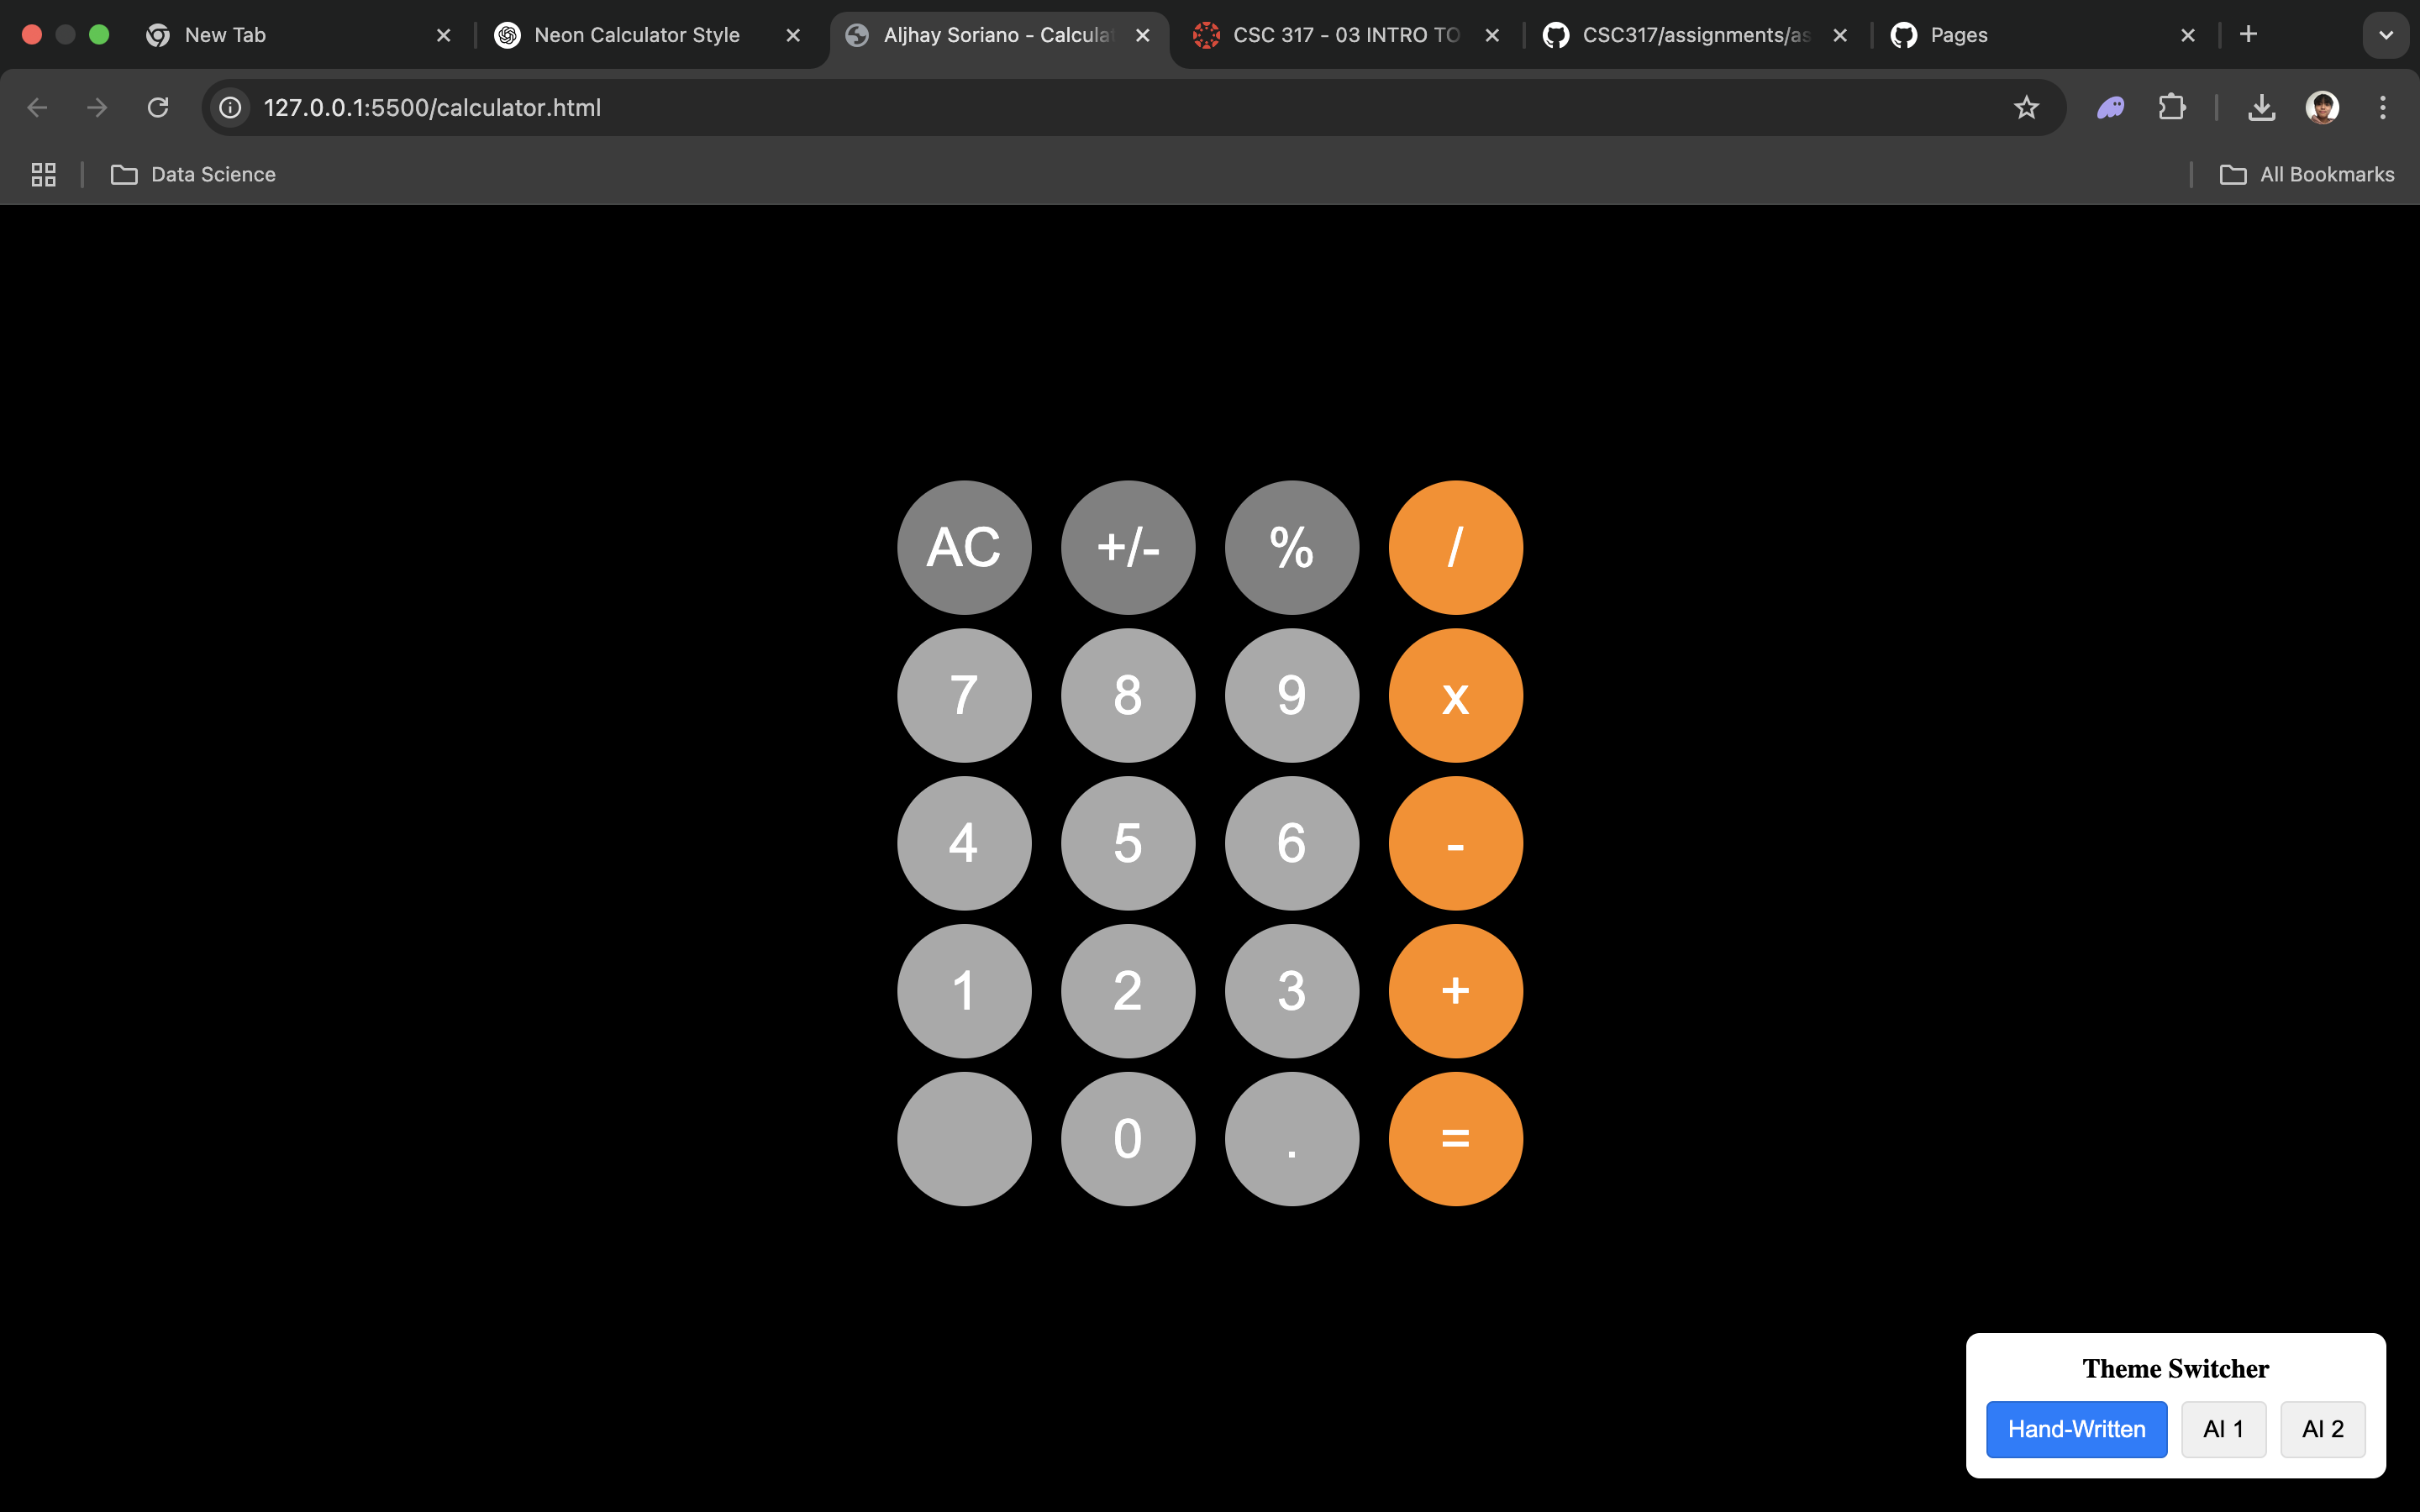 New Tab
Neon Calculator Style
Aljhay Soriano - Calcula
CSC 317 - 03 INTRO TO
CSC317/assignments/as
Pages
127.0.0.1:5500/calculator.html
Data Science
All Bookmarks
AC +/- % /
7 8 9 x
4 5 6 -
1 2 3 +
0 . =
Theme Switcher
Hand-Written AI 1 AI 2